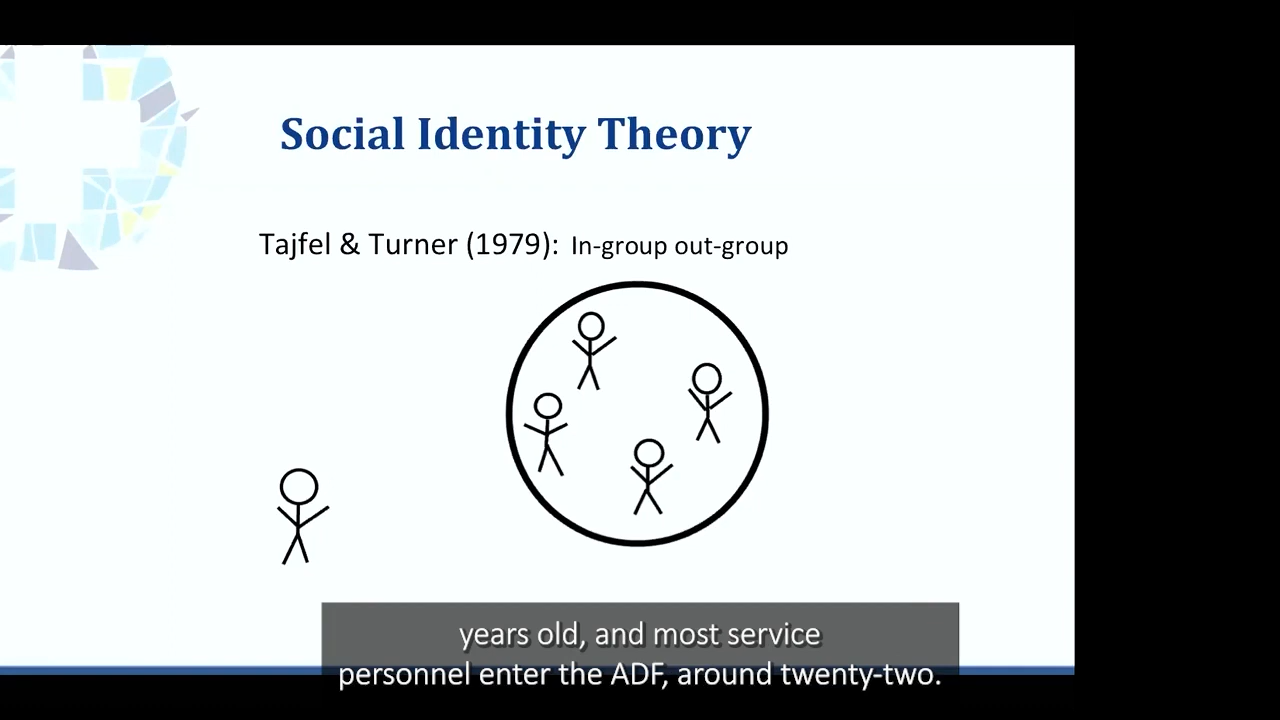 Social Identity Theory
Tajfel & Turner (1979): In-group out-group
years old, and most service
personnel enter the ADF, around twenty-two.